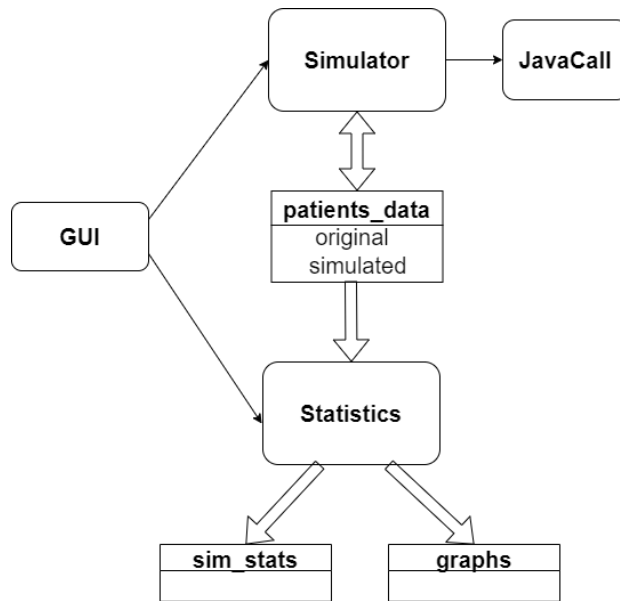 Simulator
JavaCall
patients_data
original
simulated
GUI
Statistics
sim_stats
graphs